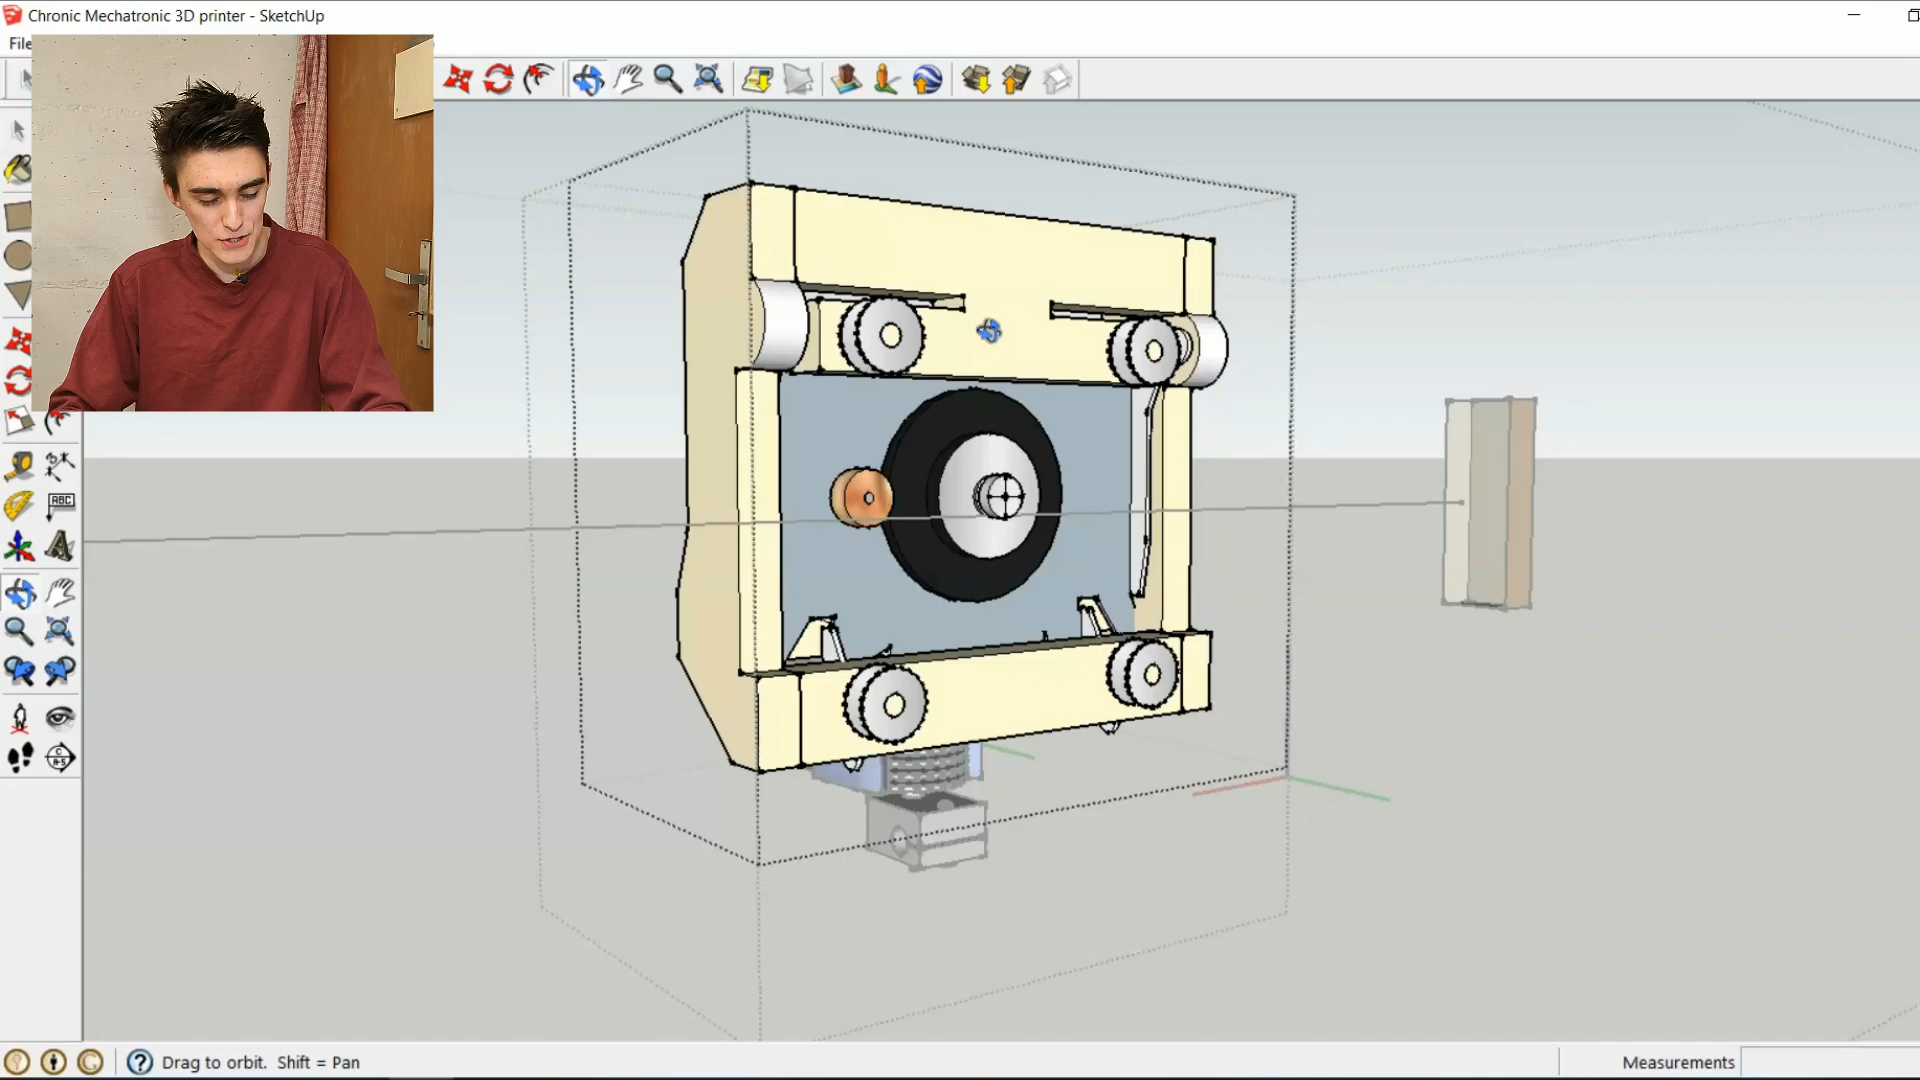 Chronic Mechatronic 3D printer - SketchUp
File
ABC
A
C
A-S
Drag to orbit. Shift = Pan
Measurements